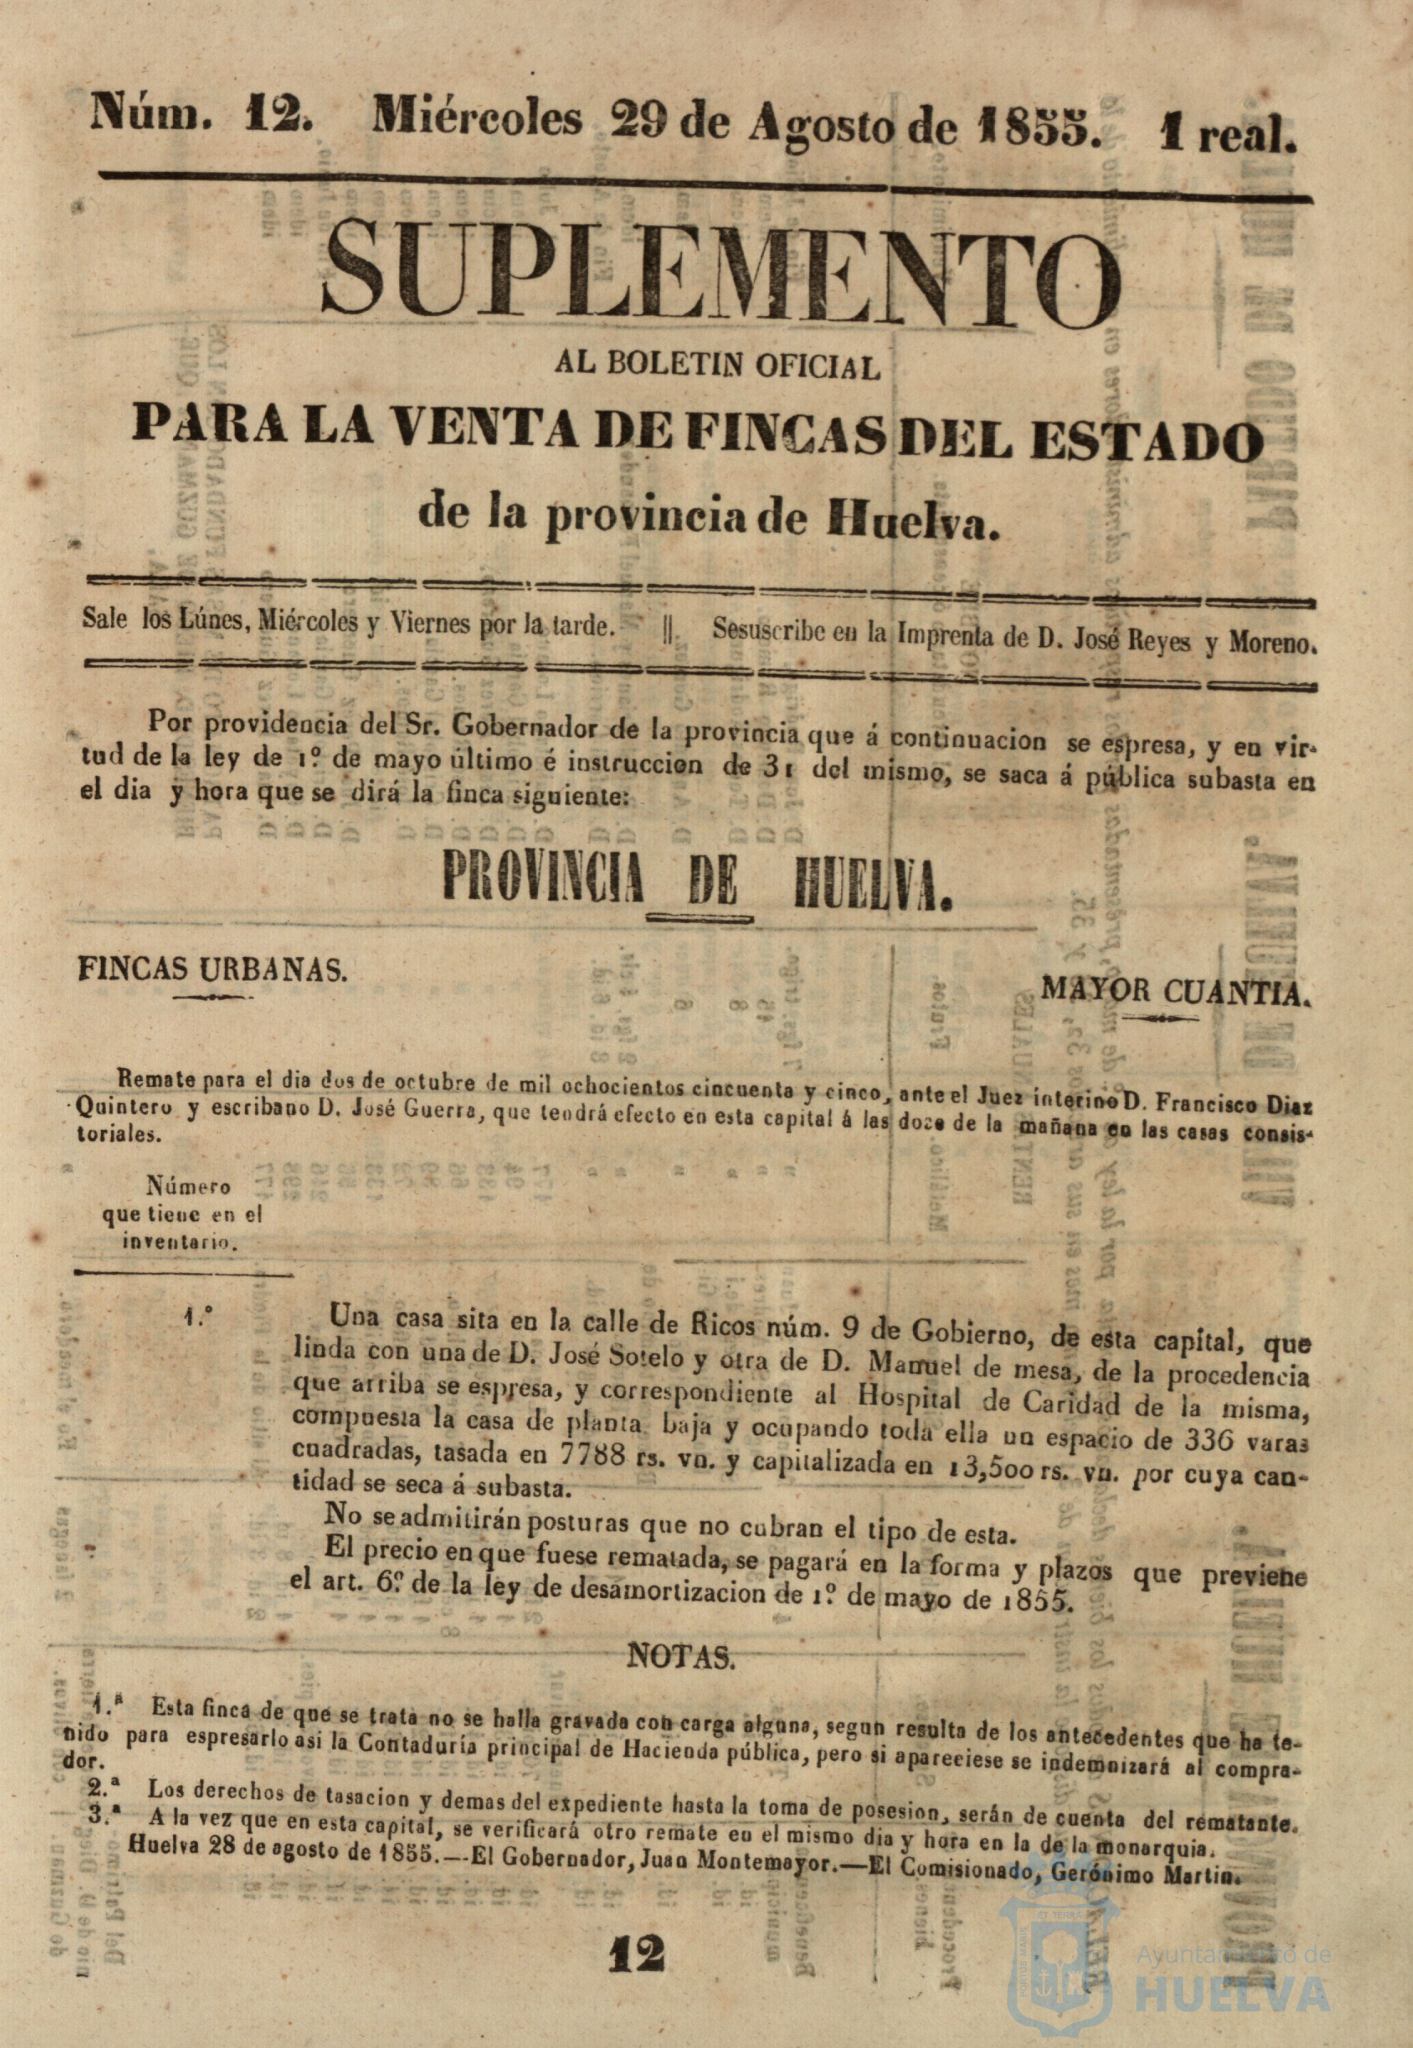 Núm. 12. Miércoles 29 de Agosto de 1855. 1 real.
SUPLEMENTO
AL BOLETIN OFICIAL
PARA LA VENTA DE FINCAS DEL ESTADO
de la provincia de Huelva.
Sale los Lúnes, Miércoles y Viernes por la tarde. || Sesuscribe en la Imprenta de D. José Reyes y Moreno.
Por providencia del Sr. Gobernador de la provincia que á continuacion se espresa, y en vir-
tud de la ley de 1.º de mayo último é instruccion de 31 del mismo, se saca á pública subasta en
el dia y hora que se dirá la finca siguiente:
PROVINCIA DE HUELVA.
FINCAS URBANAS.
MAYOR CUANTIA.
Remate para el dia dos de octubre de mil ochocientos cincuenta y cinco, ante el Juez interino D. Francisco Diaz
Quintero y escribano D. José Guerra, que tendrá efecto en esta capital á las doze de la mañana en las casas consis-
toriales.
Número
que tiene en el
inventario.
1.º Una casa sita en la calle de Ricos núm. 9 de Gobierno, de esta capital, que
linda con una de D. José Sotelo y otra de D. Manuel de mesa, de la procedencia
que arriba se espresa, y correspondiente al Hospital de Caridad de la misma,
compuesta la casa de planta baja y ocupando toda ella un espacio de 336 varas
cuadradas, tasada en 7788 rs. vn. y capitalizada en 13,500 rs. vn. por cuya can-
tidad se seca á subasta.
No se admitirán posturas que no cubran el tipo de esta.
El precio en que fuese rematada, se pagará en la forma y plazos que previene
el art. 6.º de la ley de desamortizacion de 1.º de mayo de 1855.
NOTAS.
1.ª Esta finca de que se trata no se halla gravada con carga alguna, segun resulta de los antecedentes que ha te-
nido para espresarlo asi la Contaduría principal de Hacienda pública, pero si apareciese se indemnizará al compra-
dor.
2.ª Los derechos de tasacion y demas del expediente hasta la toma de posesion, serán de cuenta del rematante.
3.ª A la vez que en esta capital, se verificará otro remate en el mismo dia y hora en la de la monarquia.
Huelva 28 de agosto de 1855.—El Gobernador, Juan Montemayor.—El Comisionado, Gerónimo Martin.
12
Ayuntamiento de
HUELVA